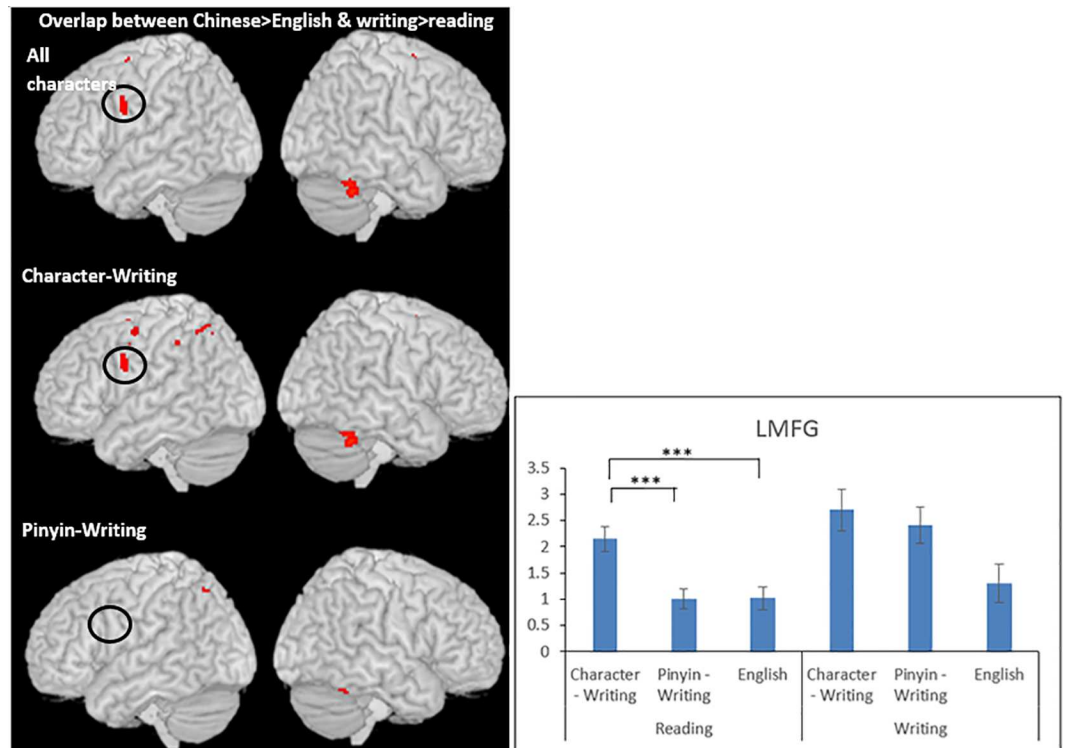 Overlap between Chinese>English & writing>reading
All
characters
Character-Writing
Pinyin-Writing
LMFG
3.5
3
2.5
2
1.5
1
0.5
0
***
***
Character
- Writing
Pinyin -
Writing
English
Character
- Writing
Pinyin -
Writing
English
Reading
Writing